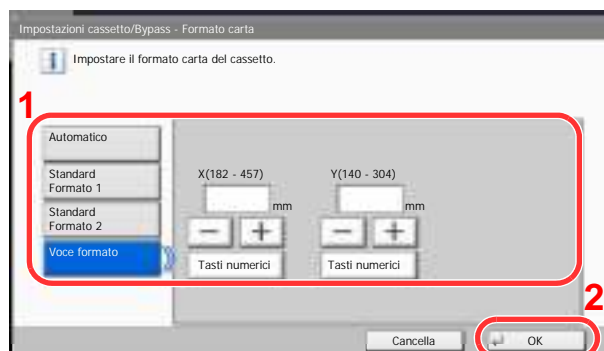 Impostazioni cassetto/Bypass - Formato carta
Impostare il formato carta del cassetto.
1
Automatico
Standard
Formato 1
Standard
Formato 2
Voce formato
X(182 - 457)
mm
Tasti numerici
Y(140 - 304)
mm
Tasti numerici
2
Cancella
OK